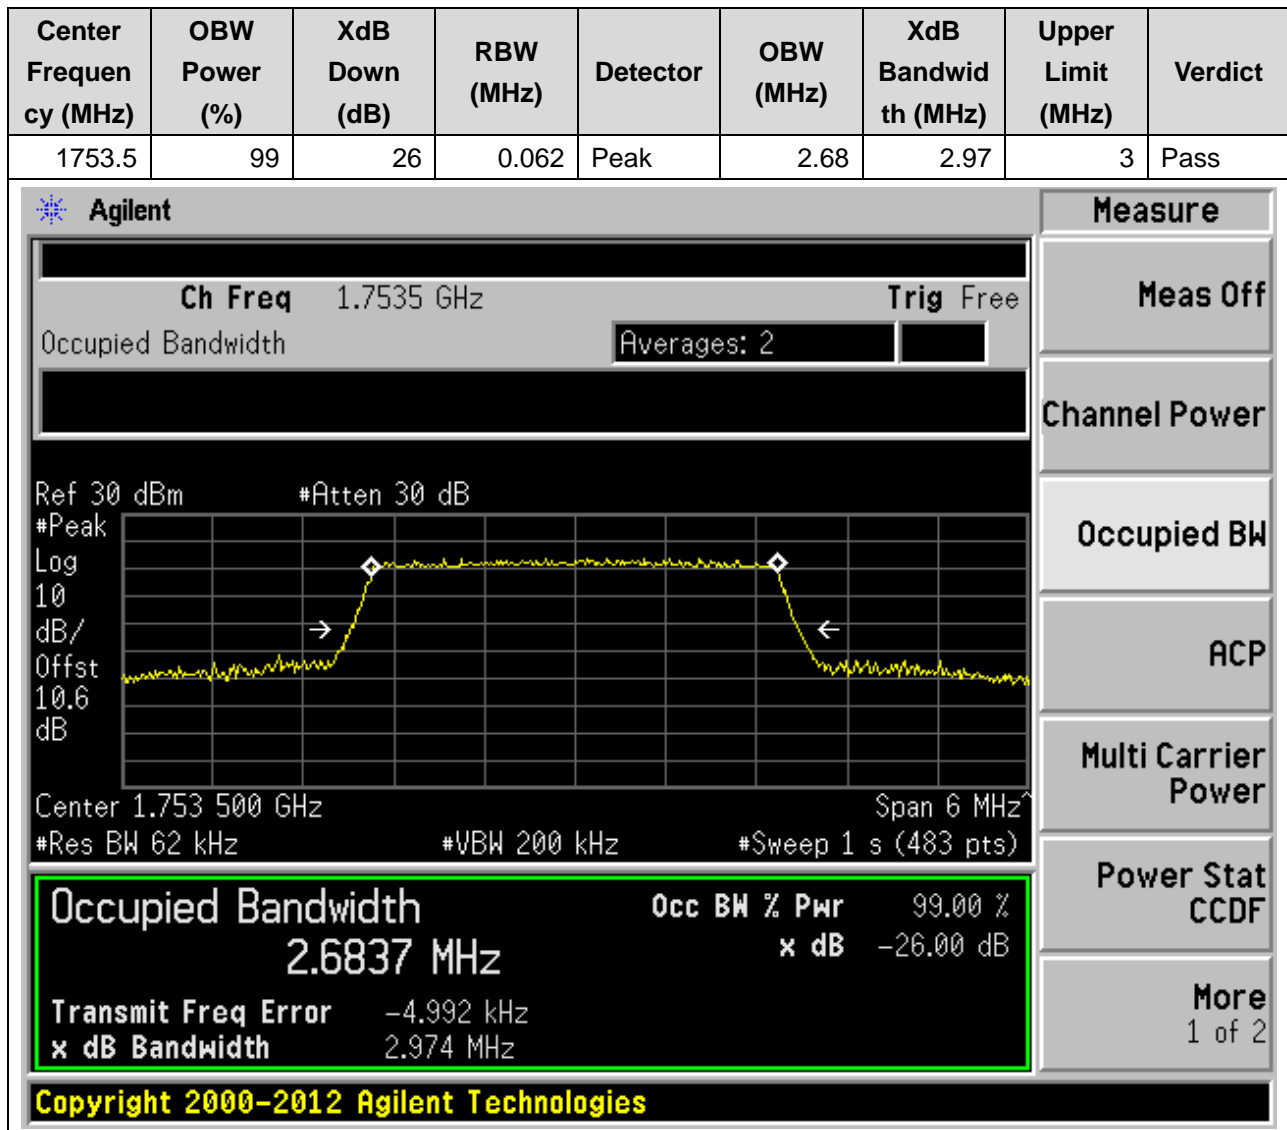 Center Frequen cy (MHz) OBW Power (%) XdB Down (dB) RBW (MHz) Detector OBW (MHz) XdB Bandwid th (MHz) Upper Limit (MHz) Verdict
1753.5 99 26 0.062 Peak 2.68 2.97 3 Pass
Agilent
Measure
Ch Freq 1.7535 GHz Trig Free
Meas Off
Occupied Bandwidth Averages: 2
Channel Power
Ref 30 dBm #Atten 30 dB
#Peak
Log
10
dB/
Offst
10.6
dB
Occupied BW
ACP
Multi Carrier
Power
Center 1.753 500 GHz Span 6 MHz^
#Res BW 62 kHz #VBW 200 kHz #Sweep 1 s (483 pts)
Power Stat
CCDF
Occupied Bandwidth Occ BW % Pwr 99.00 %
2.6837 MHz x dB -26.00 dB
More
1 of 2
Transmit Freq Error -4.992 kHz
x dB Bandwidth 2.974 MHz
Copyright 2000-2012 Agilent Technologies